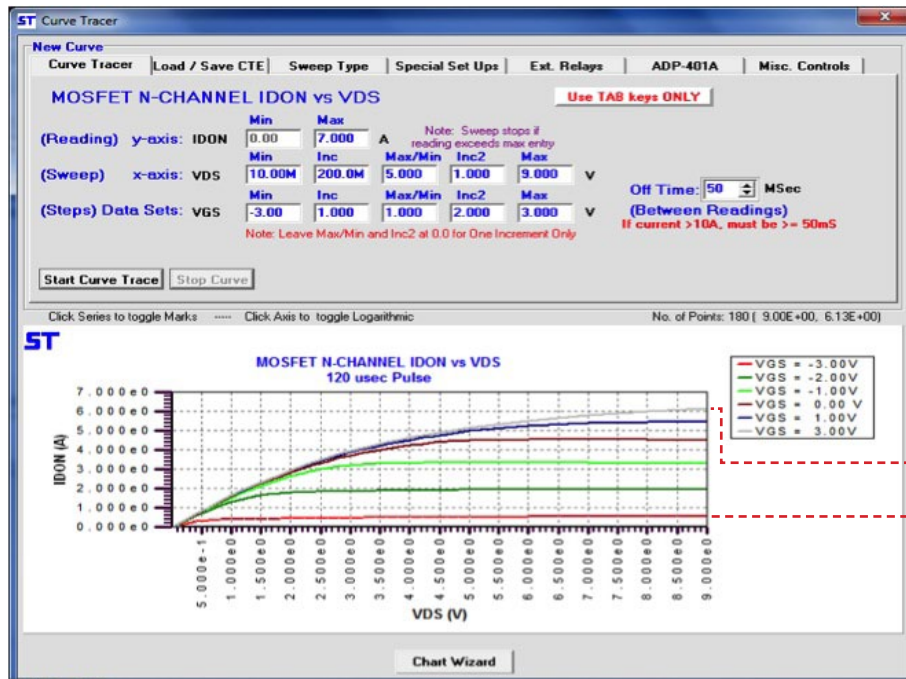 ST Curve Tracer
New Curve
Curve Tracer Load / Save CTE Sweep Type Special Set Ups Ext. Relays ADP-401A Misc. Controls
MOSFET N-CHANNEL IDON vs VDS
Use TAB keys ONLY
Min Max
(Reading) y-axis: IDON 0.00 7.000 A
Note: Sweep stops if
reading exceeds max entry
Min Inc Max/Min Inc2 Max
(Sweep) x-axis: VDS 10.00M 200.0M 5.000 1.000 9.000 V
Min Inc Max/Min Inc2 Max
(Steps) Data Sets: VGS -3.00 1.000 1.000 2.000 3.000 V
Note: Leave Max/Min and Inc2 at 0.0 for One Increment Only
Off Time: 50 MSec
(Between Readings)
If current >10A, must be >= 50mS
Start Curve Trace Stop Curve
Click Series to toggle Marks ---- Click Axis to toggle Logarithmic
No. of Points: 180 ( 9.00E+00, 6.13E+00)
ST
MOSFET N-CHANNEL IDON vs VDS
120 usec Pulse
VGS = -3.00V
VGS = -2.00V
VGS = -1.00V
VGS = 0.00 V
VGS = 1.00V
VGS = 3.00V
IDON (A)
7.000e0
6.000e0
5.000e0
4.000e0
3.000e0
2.000e0
1.000e0
0.000e0
5.000e-1
1.000e0
1.500e0
2.000e0
2.500e0
3.000e0
3.500e0
4.000e0
4.500e0
5.000e0
5.500e0
6.000e0
6.500e0
7.000e0
7.500e0
8.000e0
8.500e0
9.000e0
VDS (V)
Chart Wizard